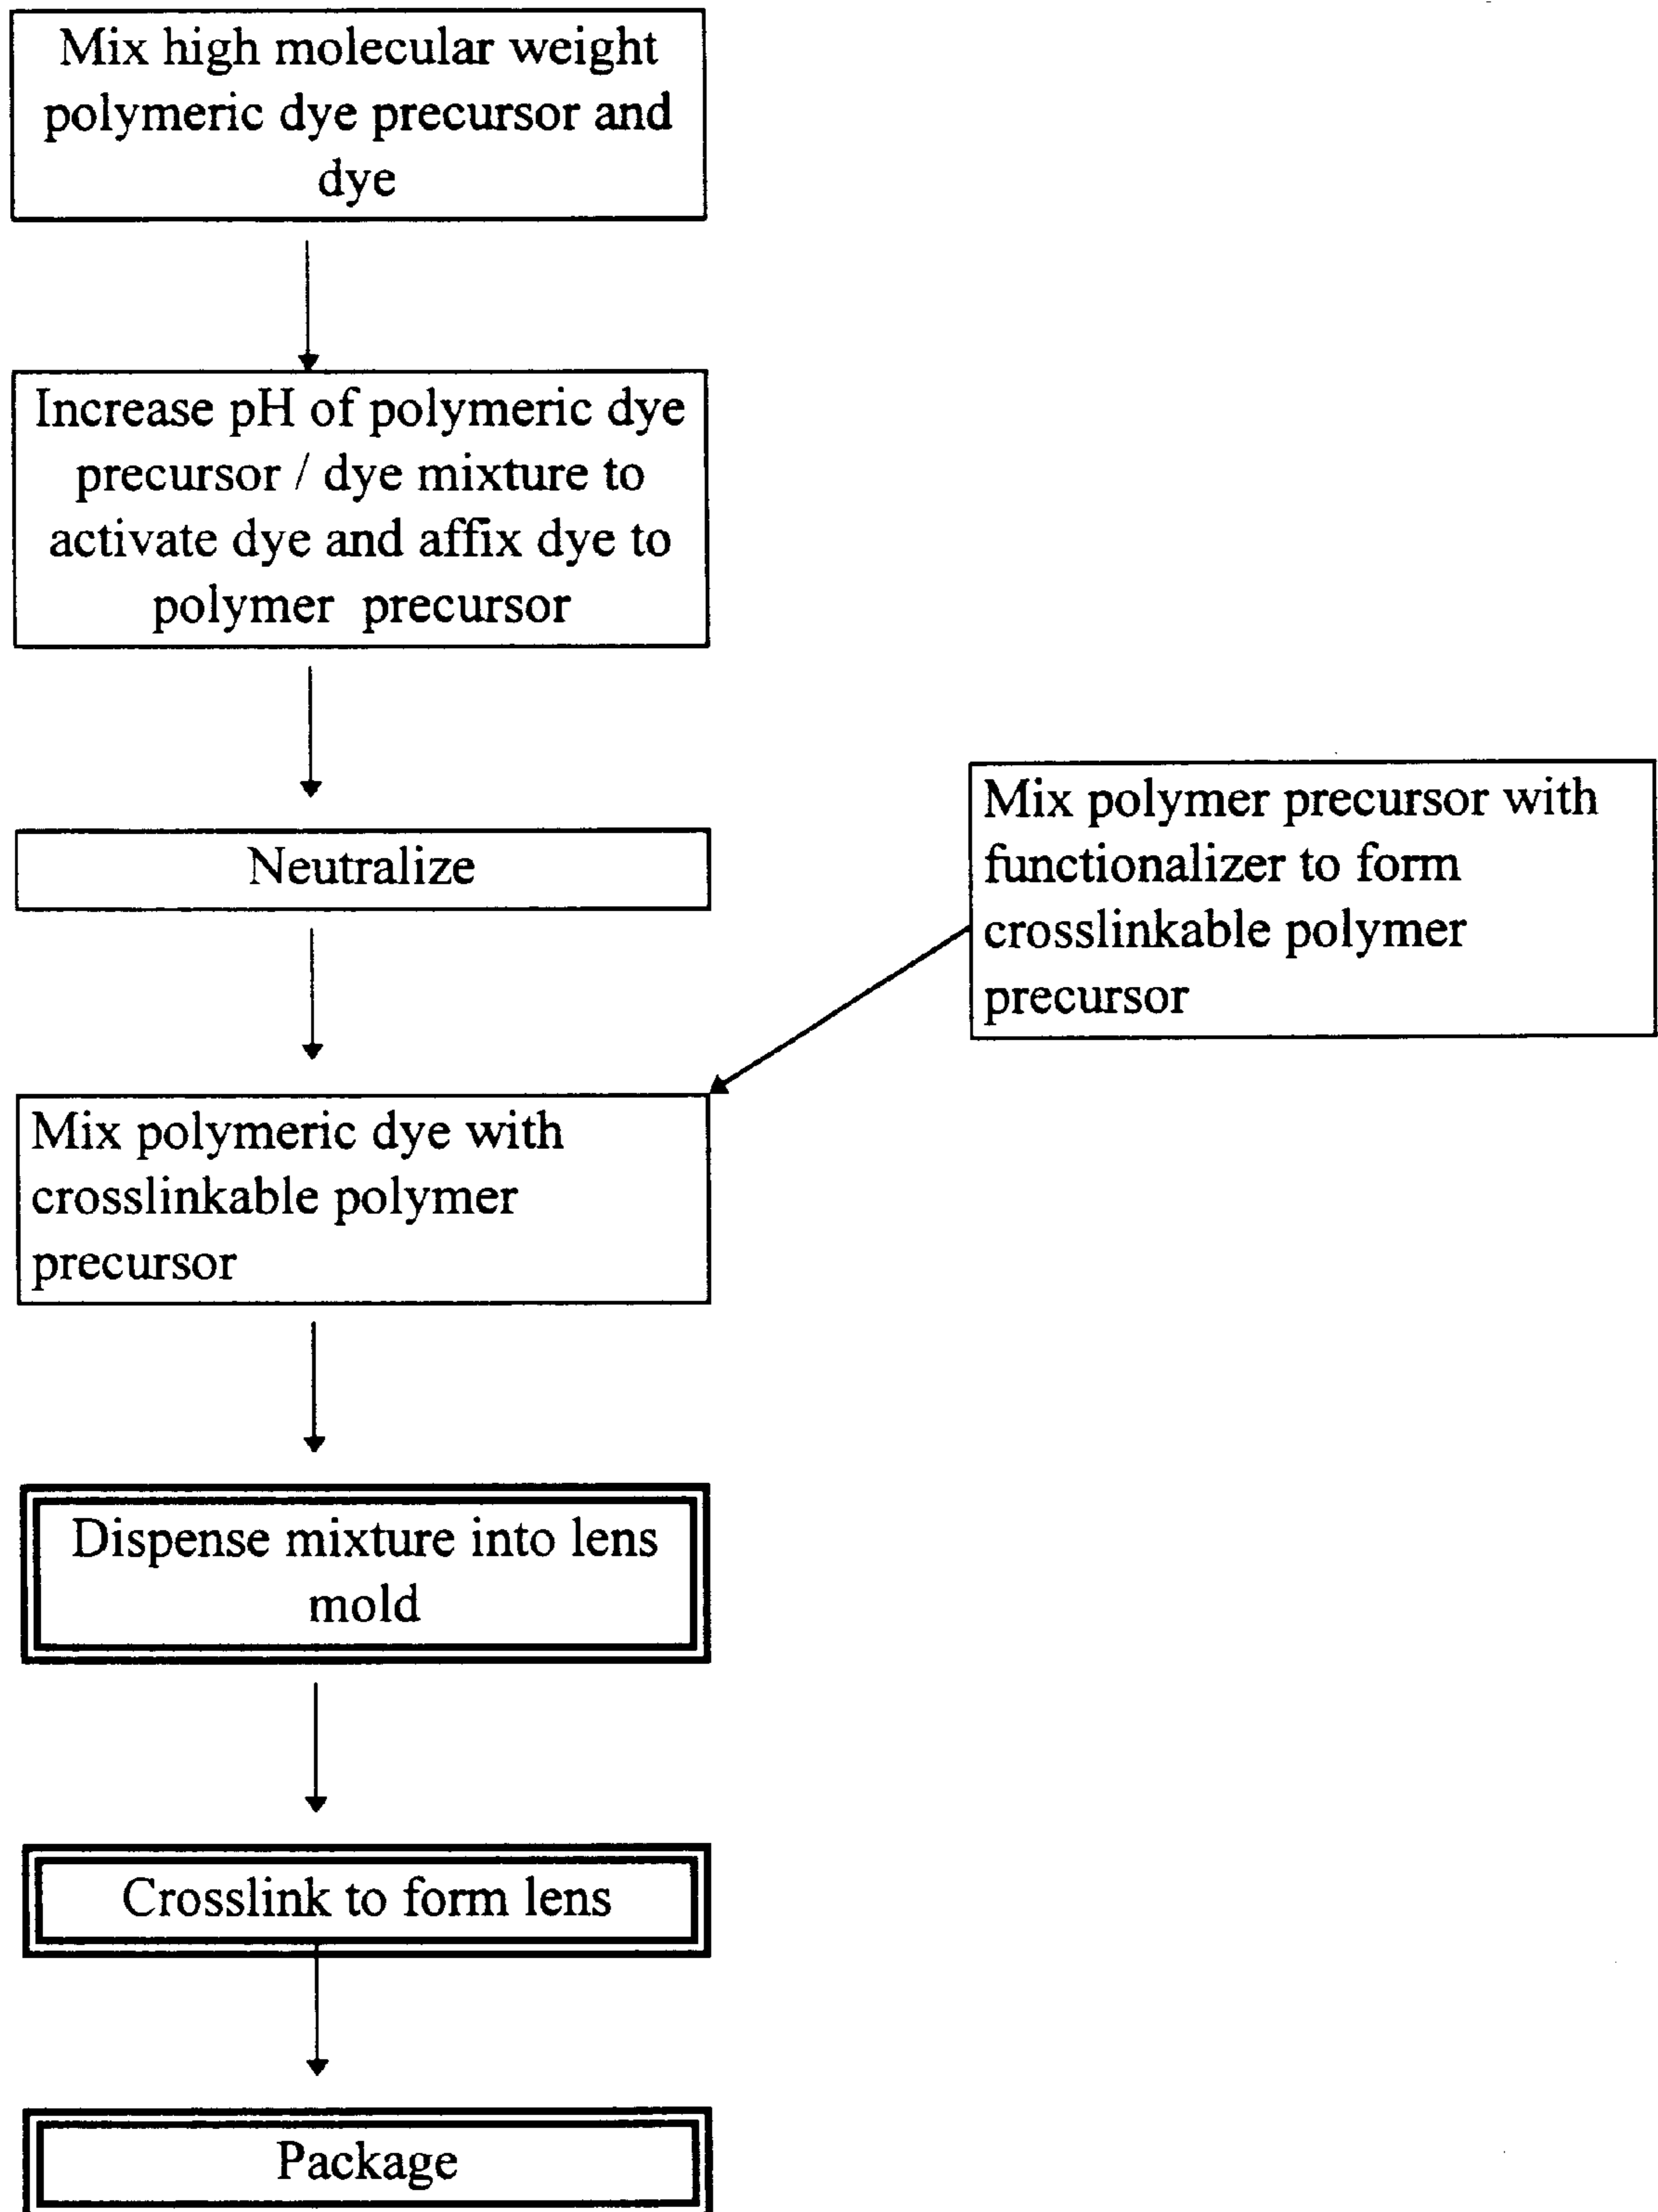 Mix high molecular weight
polymeric dye precursor and
dye
Increase pH of polymeric dye
precursor / dye mixture to
activate dye and affix dye to
polymer precursor
Neutralize
Mix polymer precursor with
functionalizer to form
crosslinkable polymer
precursor
Mix polymeric dye with
crosslinkable polymer
precursor
Dispense mixture into lens
mold
Crosslink to form lens
Package